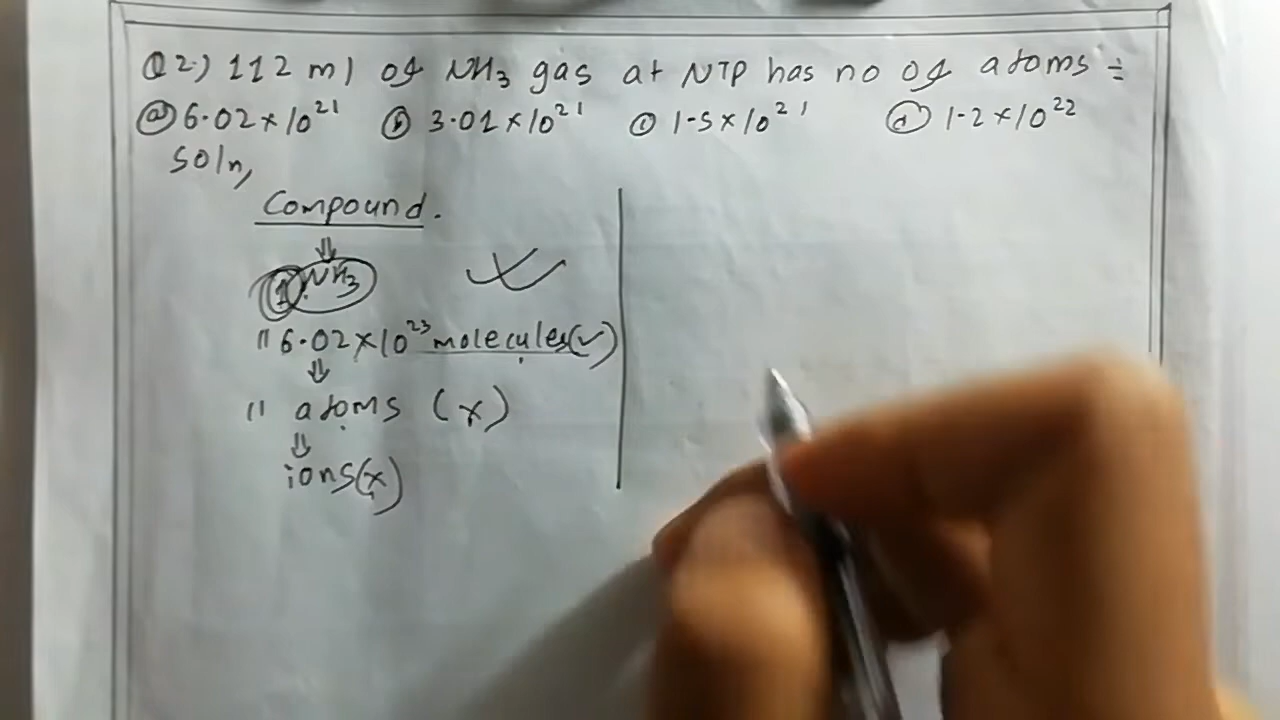 Q2.) 112 ml of NH3 gas at NTP has no of atoms ÷
(a) 6.02×10^21 (b) 3.01×10^21 (c) 1.5×10^21 (d) 1.2×10^22
Soln,
Compound.
⇓
1 NH3
" 6.02×10^23 molecules(✓)
⇓
" atoms (x)
⇓
ions(x)